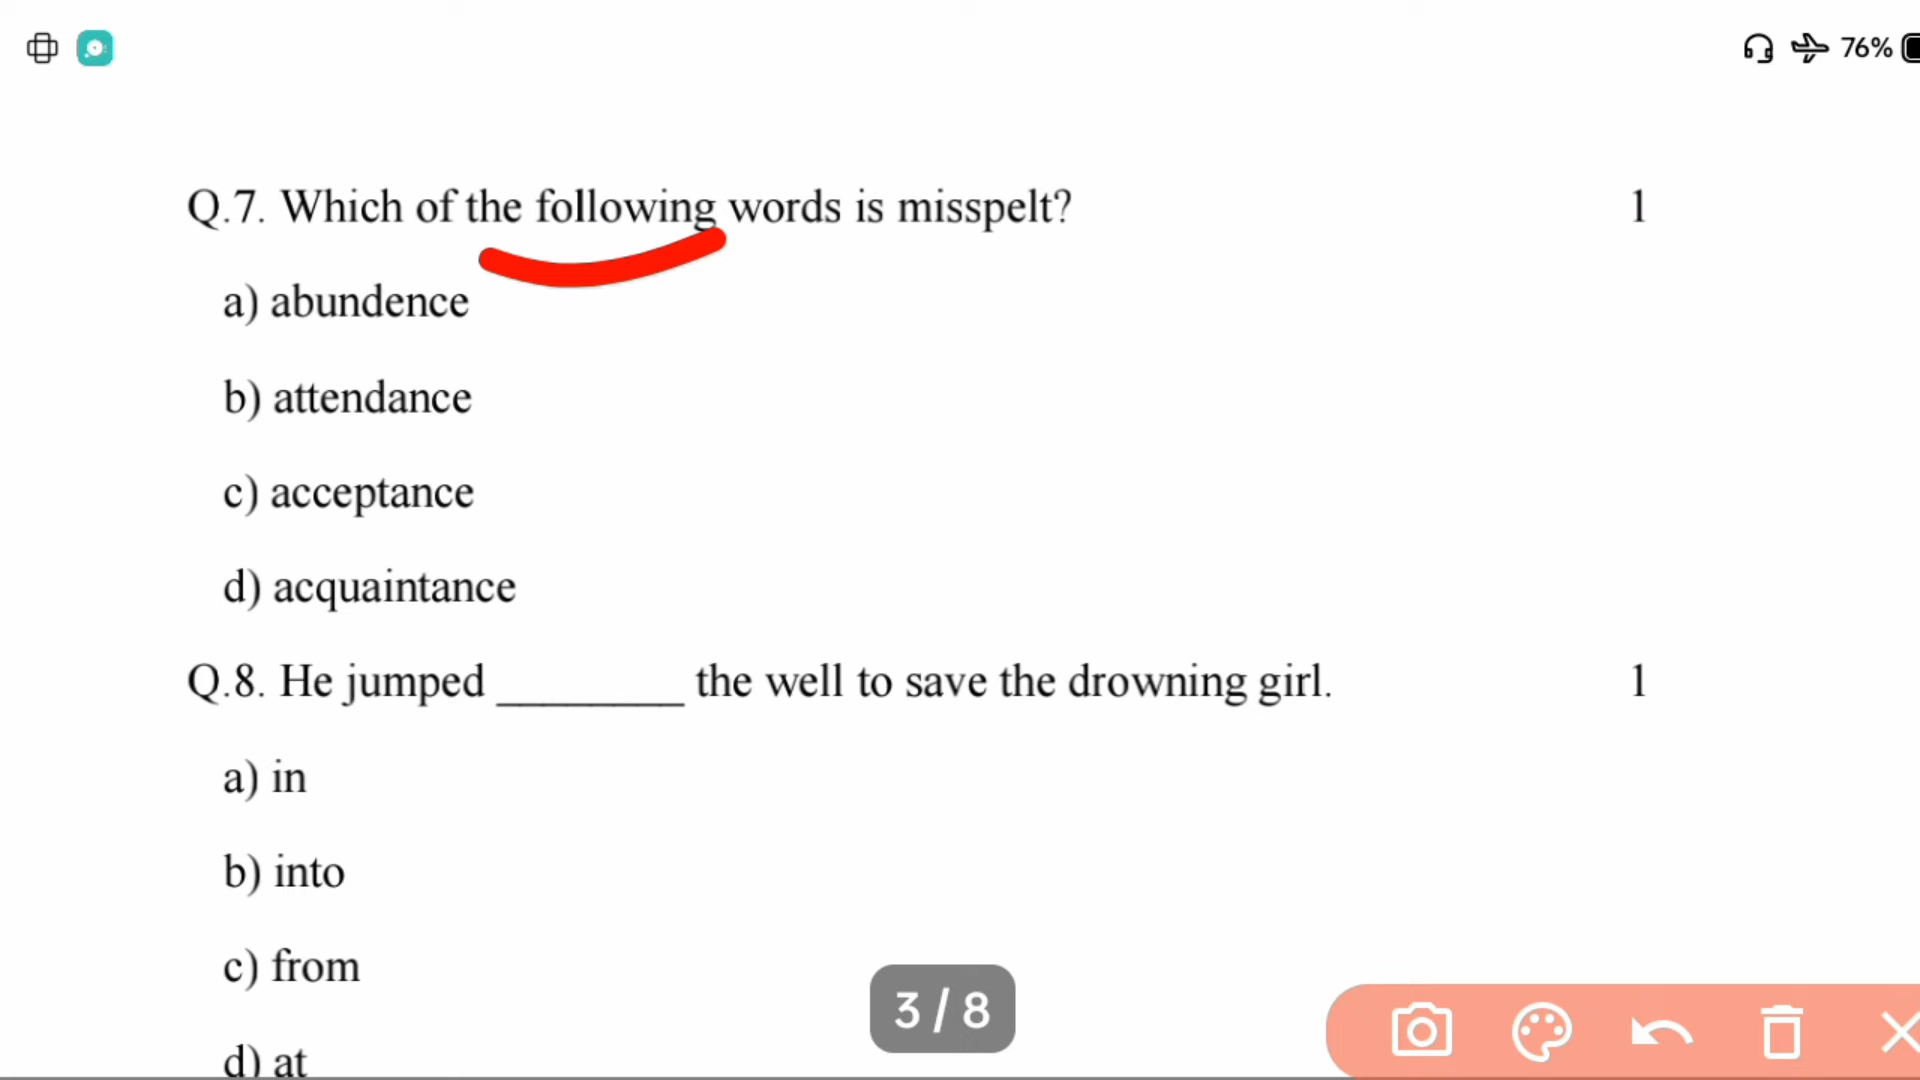 76%
Q.7. Which of the following words is misspelt? 1
a) abundence
b) attendance
c) acceptance
d) acquaintance
Q.8. He jumped ________ the well to save the drowning girl. 1
a) in
b) into
c) from
d) at
3 / 8